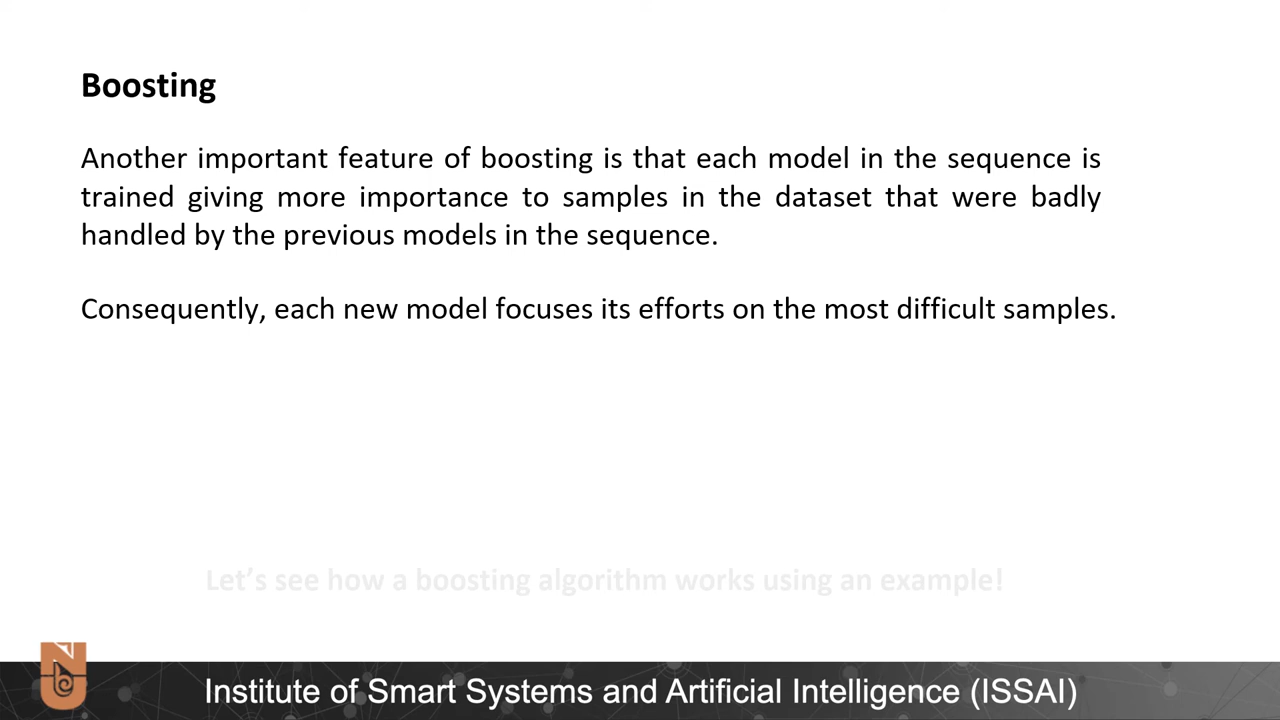 Boosting
Another important feature of boosting is that each model in the sequence is
trained giving more importance to samples in the dataset that were badly
handled by the previous models in the sequence.
Consequently, each new model focuses its efforts on the most difficult samples.
Let's see how a boosting algorithm works using an example!
Institute of Smart Systems and Artificial Intelligence (ISSAI)